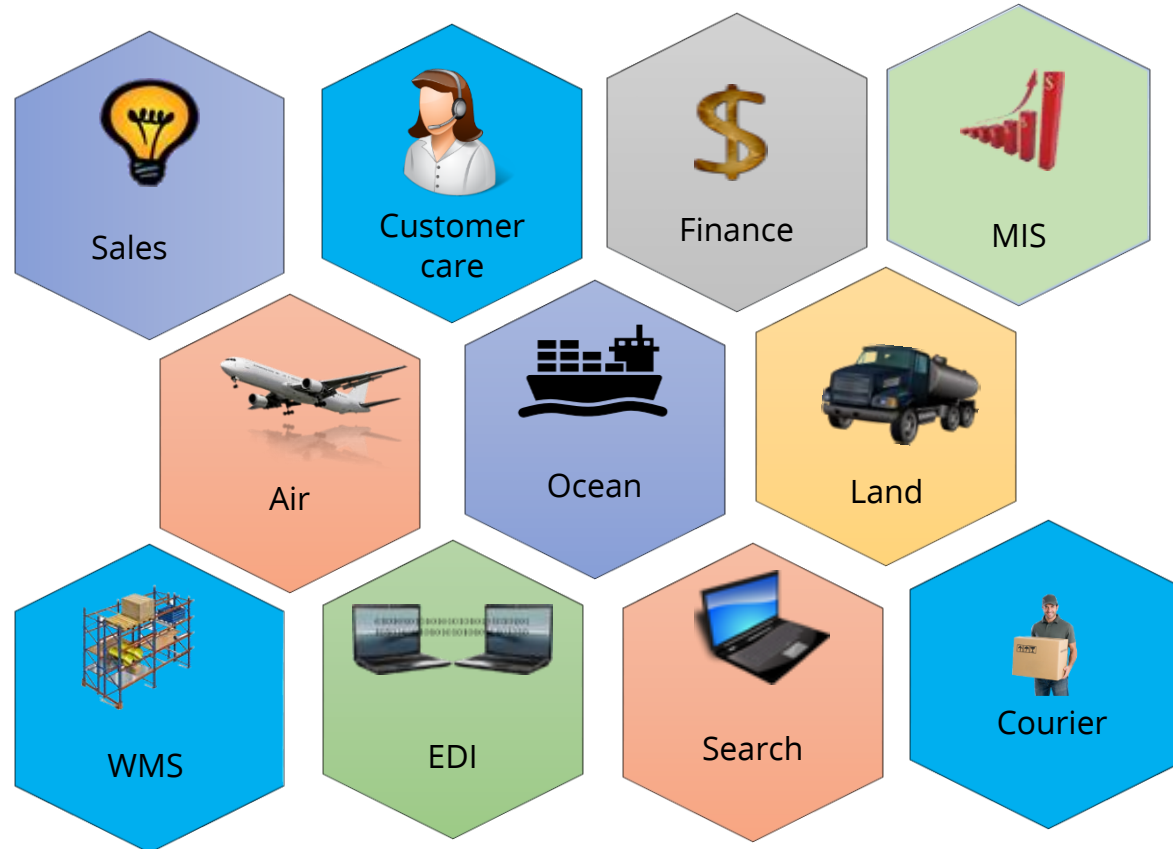 Sales
Customer
care
Finance
MIS
Air
Ocean
Land
WMS
EDI
Search
Courier